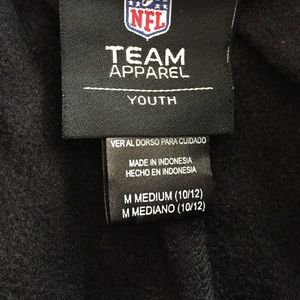 NFL
TEAM
APPAREL
YOUTH
VER AL DORSO PARA CUIDADO
MADE IN INDONESIA
HECHO EN INDONESIA
M MEDIUM (10/12)
M MEDIANO (10/12)